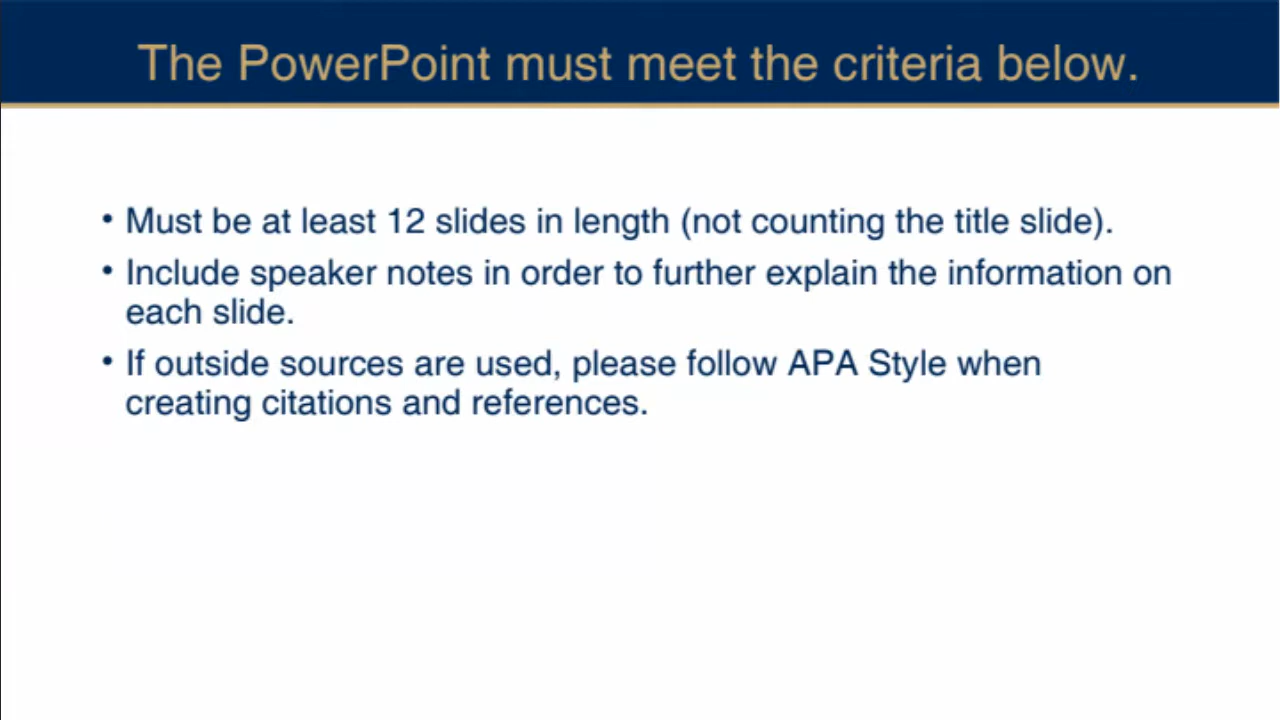 The PowerPoint must meet the criteria below.
• Must be at least 12 slides in length (not counting the title slide).
• Include speaker notes in order to further explain the information on
each slide.
• If outside sources are used, please follow APA Style when
creating citations and references.